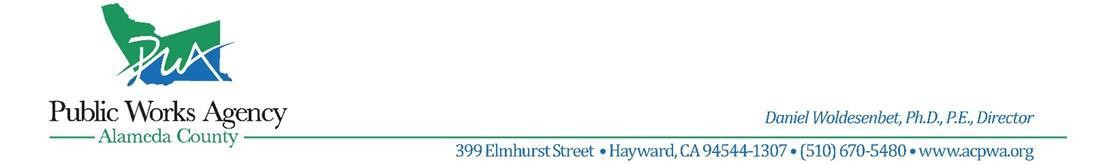 PWA
Public Works Agency
Alameda County
Daniel Woldesenbet, Ph.D., P.E., Director
399 Elmhurst Street • Hayward, CA 94544-1307 • (510) 670-5480 • www.acpwa.org